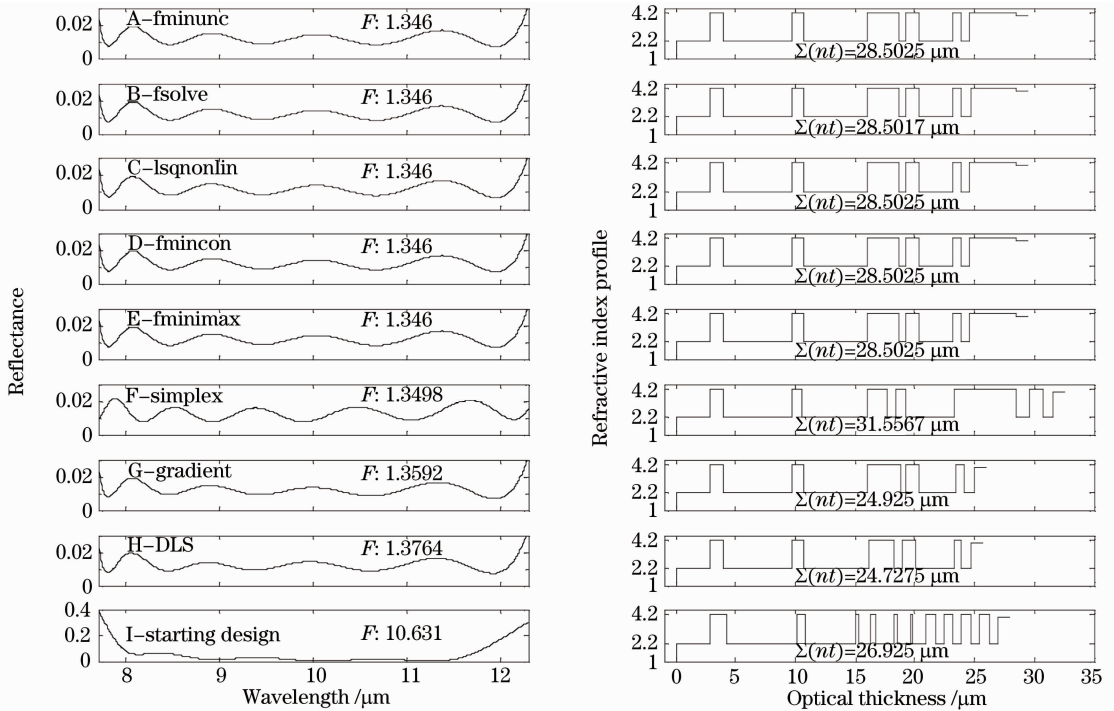 Reflectance
0.02
0
A–fminunc
F: 1.346
0.02
0
B–fsolve
F: 1.346
0.02
0
C–lsqnonlin
F: 1.346
0.02
0
D–fmincon
F: 1.346
0.02
0
E–fminimax
F: 1.346
0.02
0
F–simplex
F: 1.3498
0.02
0
G–gradient
F: 1.3592
0.02
0
H–DLS
F: 1.3764
0.4
0.2
0
I–starting design
F: 10.631
8 9 10 11 12
Wavelength /μm
Refractive index profile
4.2
2.2
1
Σ(nt)=28.5025 μm
4.2
2.2
1
Σ(nt)=28.5017 μm
4.2
2.2
1
Σ(nt)=28.5025 μm
4.2
2.2
1
Σ(nt)=28.5025 μm
4.2
2.2
1
Σ(nt)=28.5025 μm
4.2
2.2
1
Σ(nt)=31.5567 μm
4.2
2.2
1
Σ(nt)=24.925 μm
4.2
2.2
1
Σ(nt)=24.7275 μm
4.2
2.2
1
Σ(nt)=26.925 μm
0 5 10 15 20 25 30 35
Optical thickness /μm